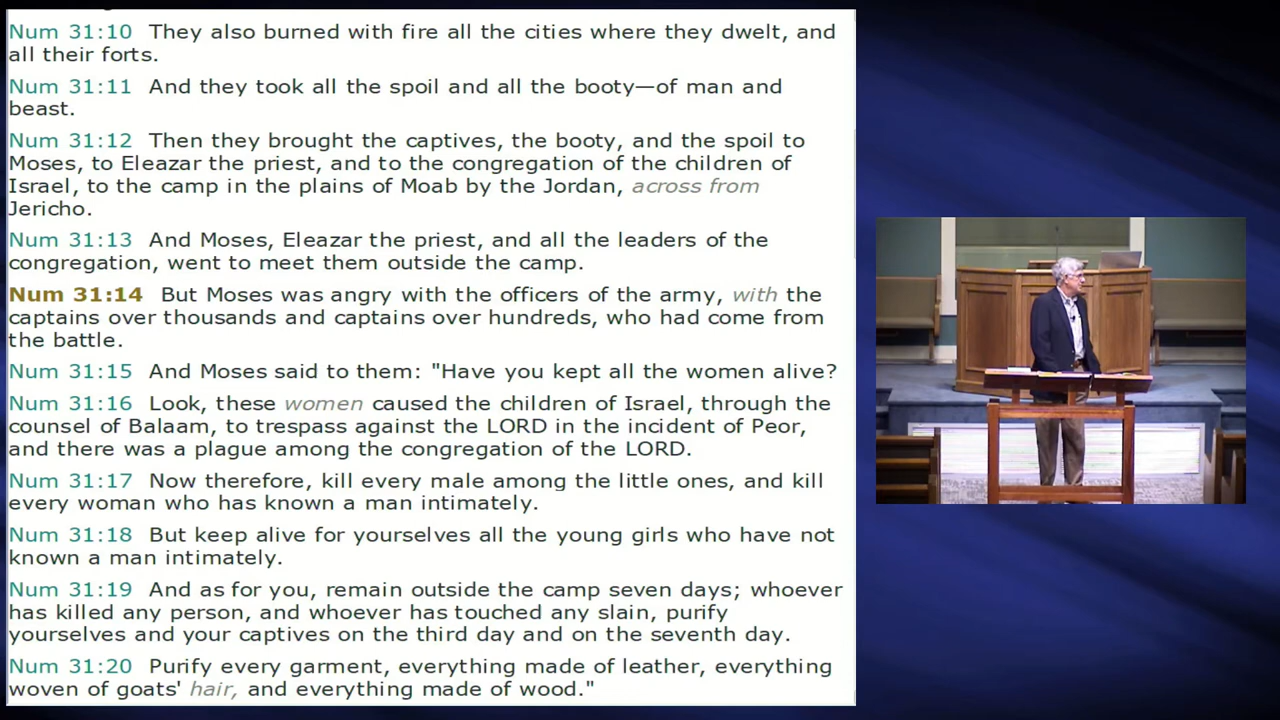 Num 31:10 They also burned with fire all the cities where they dwelt, and
all their forts.
Num 31:11 And they took all the spoil and all the booty—of man and
beast.
Num 31:12 Then they brought the captives, the booty, and the spoil to
Moses, to Eleazar the priest, and to the congregation of the children of
Israel, to the camp in the plains of Moab by the Jordan, across from
Jericho.
Num 31:13 And Moses, Eleazar the priest, and all the leaders of the
congregation, went to meet them outside the camp.
Num 31:14 But Moses was angry with the officers of the army, with the
captains over thousands and captains over hundreds, who had come from
the battle.
Num 31:15 And Moses said to them: "Have you kept all the women alive?
Num 31:16 Look, these women caused the children of Israel, through the
counsel of Balaam, to trespass against the LORD in the incident of Peor,
and there was a plague among the congregation of the LORD.
Num 31:17 Now therefore, kill every male among the little ones, and kill
every woman who has known a man intimately.
Num 31:18 But keep alive for yourselves all the young girls who have not
known a man intimately.
Num 31:19 And as for you, remain outside the camp seven days; whoever
has killed any person, and whoever has touched any slain, purify
yourselves and your captives on the third day and on the seventh day.
Num 31:20 Purify every garment, everything made of leather, everything
woven of goats' hair, and everything made of wood."